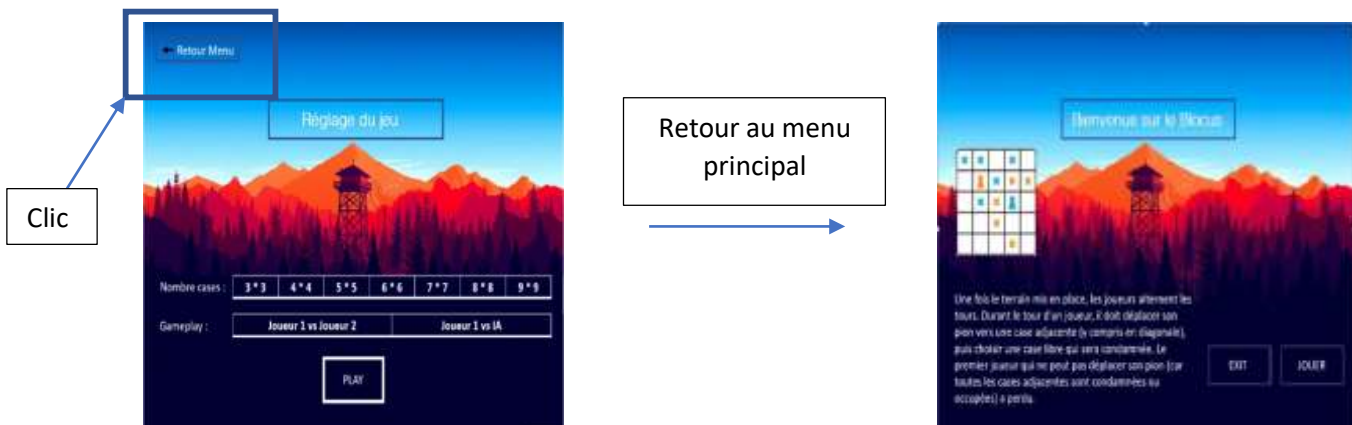 Retour Menu
Réglage du jeu
Clic
Nombre cases :
3*3 4*4 5*5 6*6 7*7 8*8 9*9
Gameplay :
Joueur 1 vs Joueur 2 Joueur 1 vs IA
PLAY
Retour au menu
principal
Bienvenue sur le Blocus
Une fois le terrain mis en place, les joueurs alternent les
tours. Durant le tour d'un joueur, il doit déplacer son
pion vers une case adjacente (y compris en diagonale),
puis choisir une case libre qui sera condamnée. Le
premier joueur qui ne peut pas déplacer son pion (car
toutes les cases adjacentes sont condamnées ou
occupées) a perdu.
EXIT JOUER